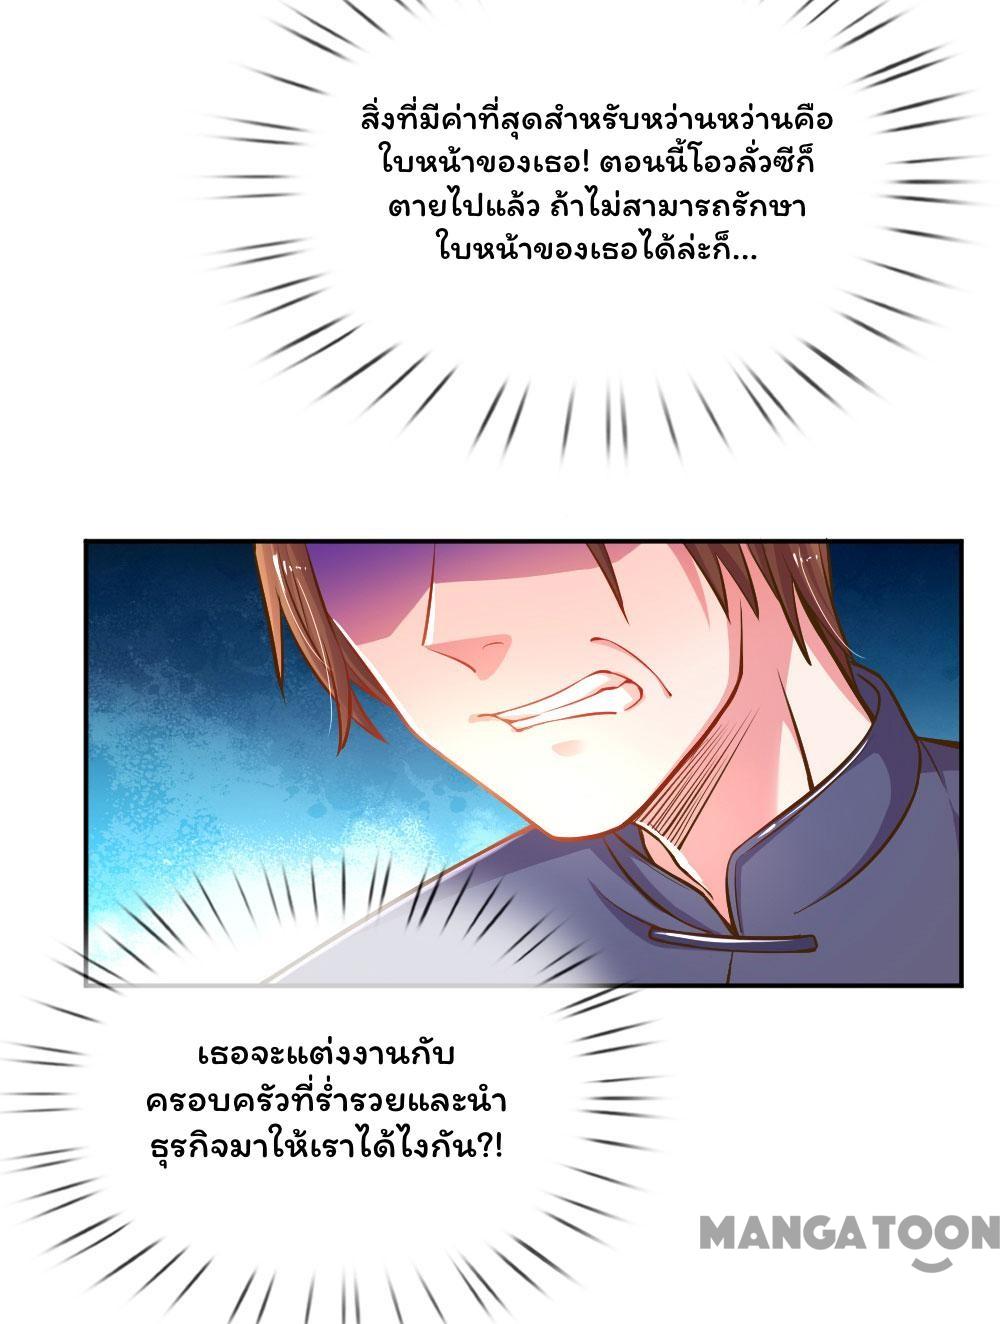 สิ่งที่มีค่าที่สุดสำหรับหว่านหว่านคือ
ใบหน้าของเธอ! ตอนนี้โอวลั่วซีก็
ตายไปแล้ว ถ้าไม่สามารถรักษา
ใบหน้าของเธอได้ล่ะก็...
เธอจะแต่งงานกับ
ครอบครัวที่ร่ำรวยและนำ
ธุรกิจมาให้เราได้ไงกัน?!
MANGATOON